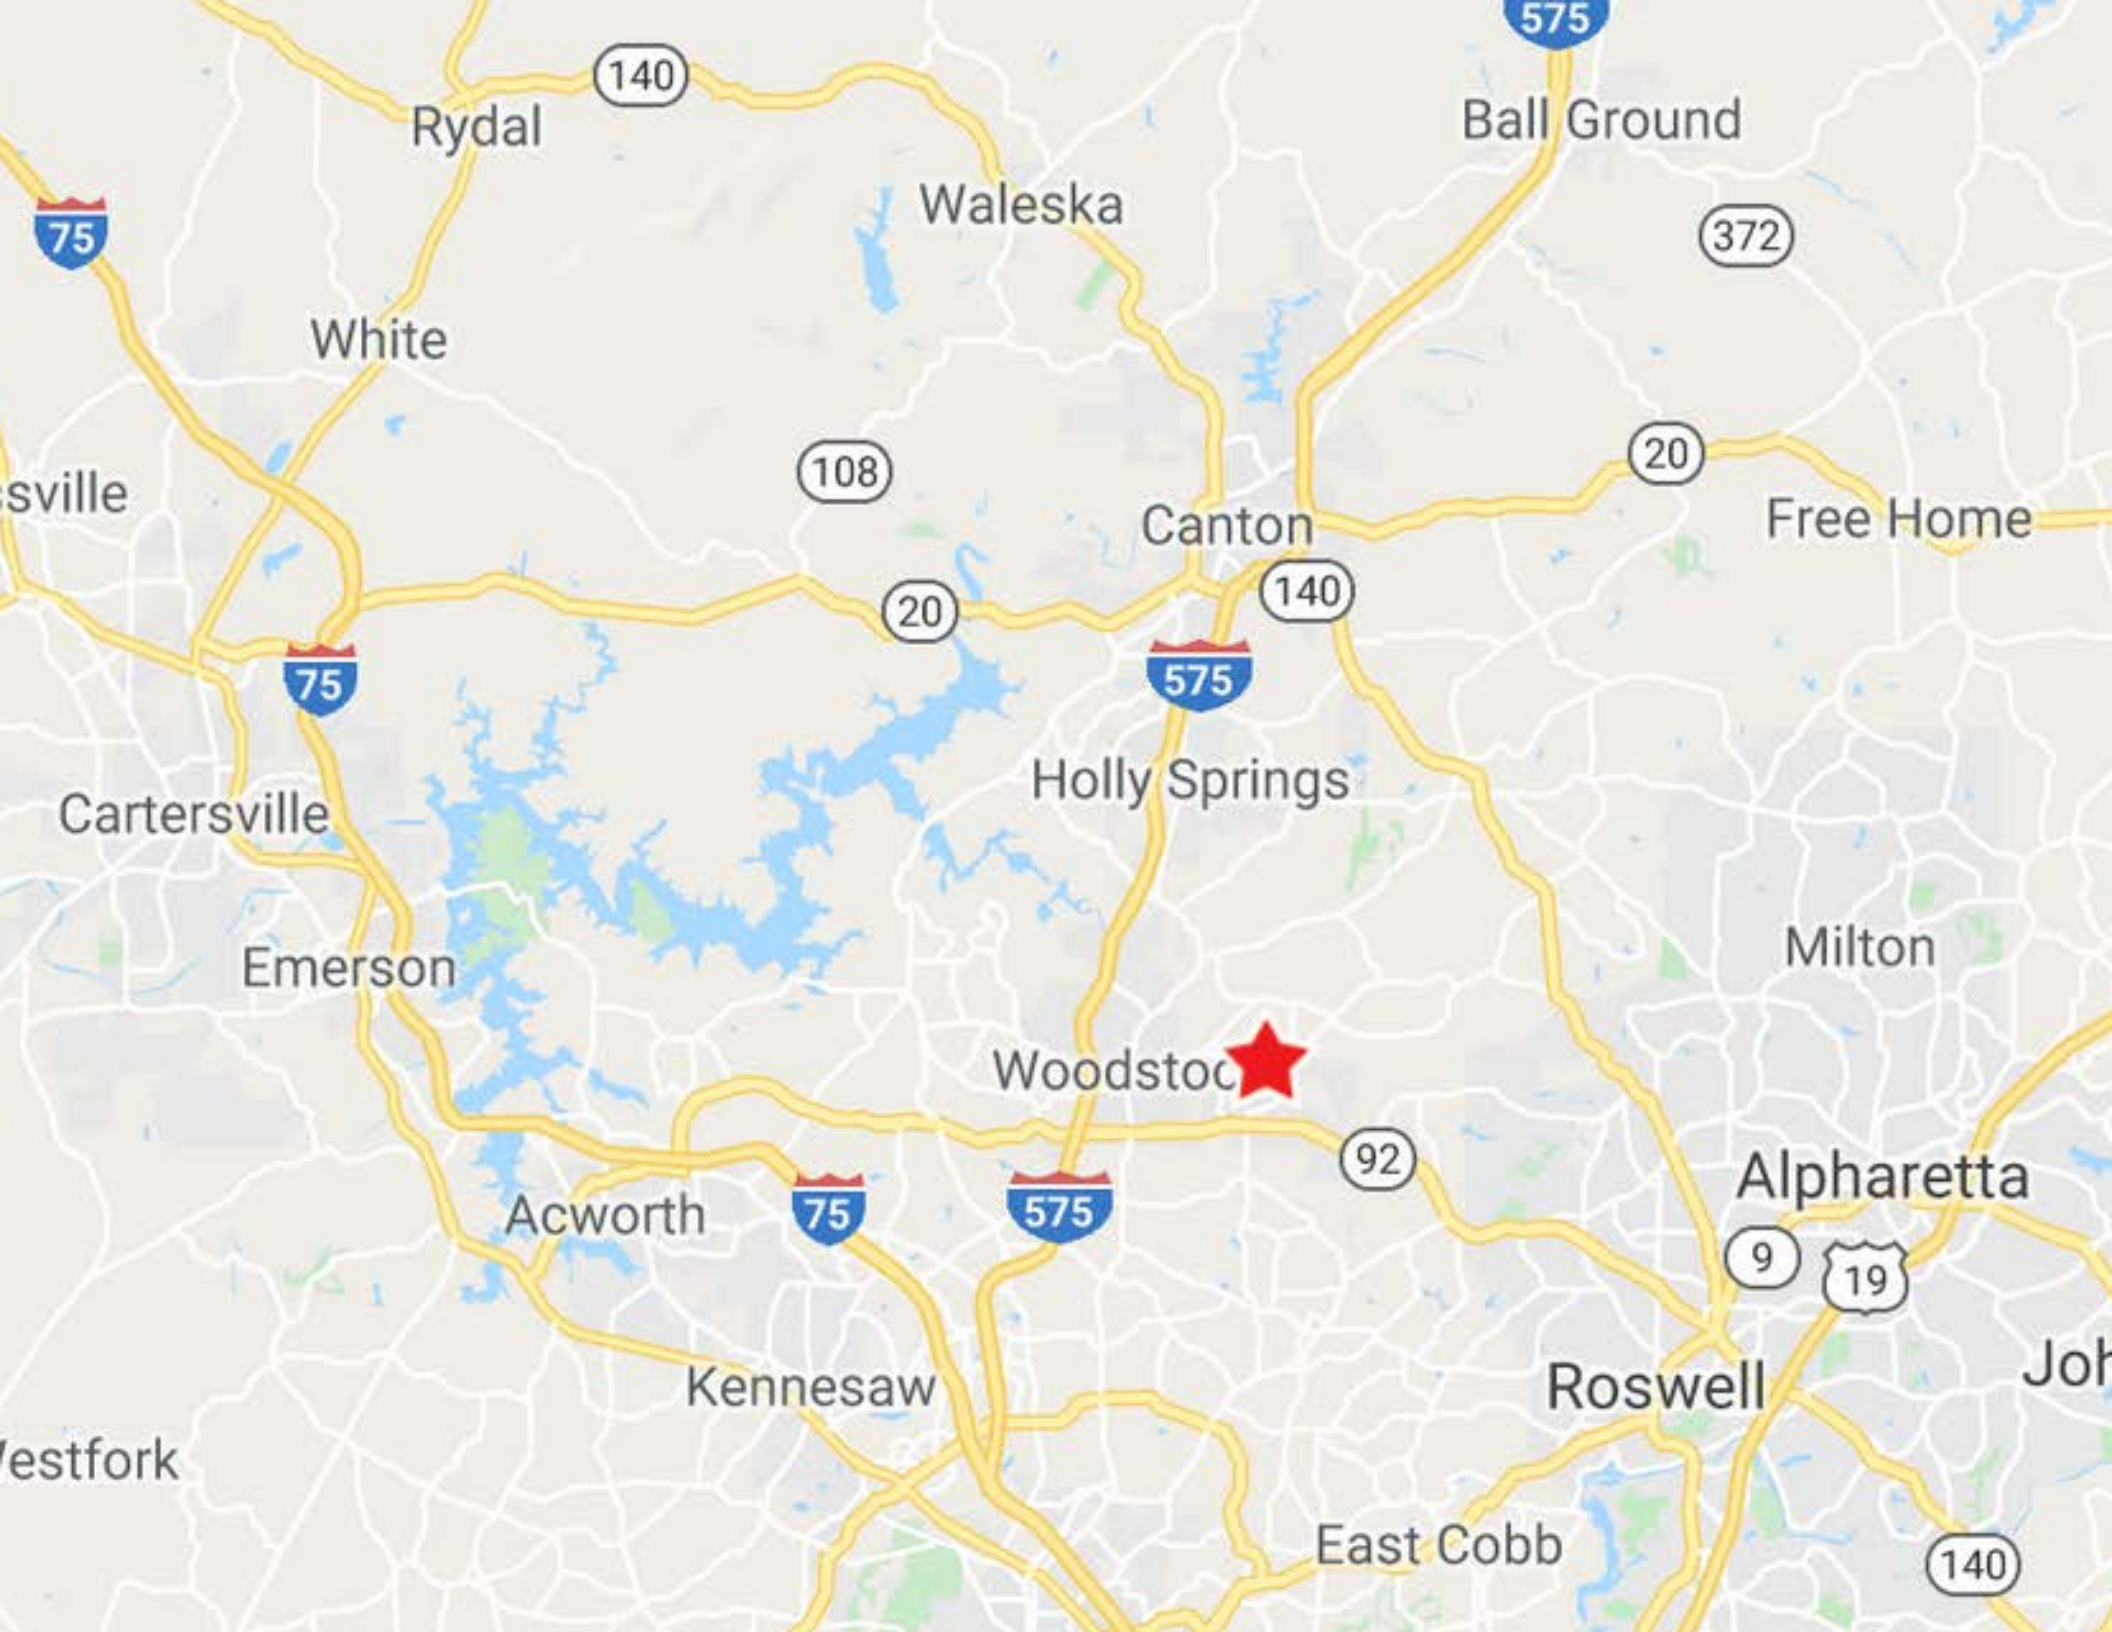 575
140
Rydal
Ball Ground
Waleska
75
372
White
108
20
ssville
Canton
Free Home
140
20
75
575
Holly Springs
Cartersville
Milton
Emerson
Woodstoc
92
Alpharetta
Acworth
75
575
9
19
Kennesaw
Roswell
Joh
estfork
East Cobb
140